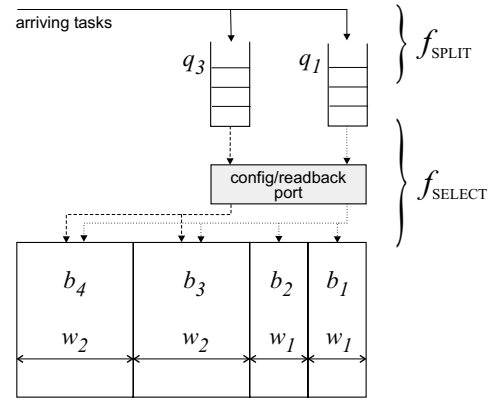 arriving tasks
q3
q1
fSPLIT
config/readback
port
fSELECT
b4
b3
b2
b1
w2
w2
w1
w1